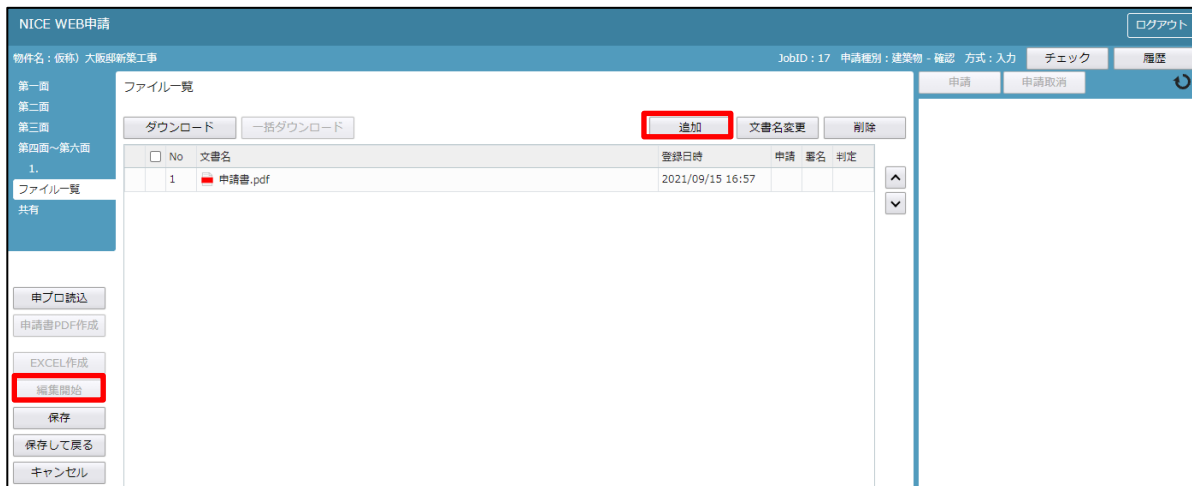 NICE WEB申請
ログアウト
物件名：仮称）大阪邸新築工事
JobID：17 申請種別：建築物 - 確認 方式：入力
チェック
履歴
第一面
第二面
第三面
第四面～第六面
1.
ファイル一覧
共有
ファイル一覧
申請
申請取消
ダウンロード
一括ダウンロード
追加
文書名変更
削除
No 文書名 登録日時 申請 署名 判定
1 申請書.pdf 2021/09/15 16:57
申プロ読込
申請書PDF作成
EXCEL作成
編集開始
保存
保存して戻る
キャンセル